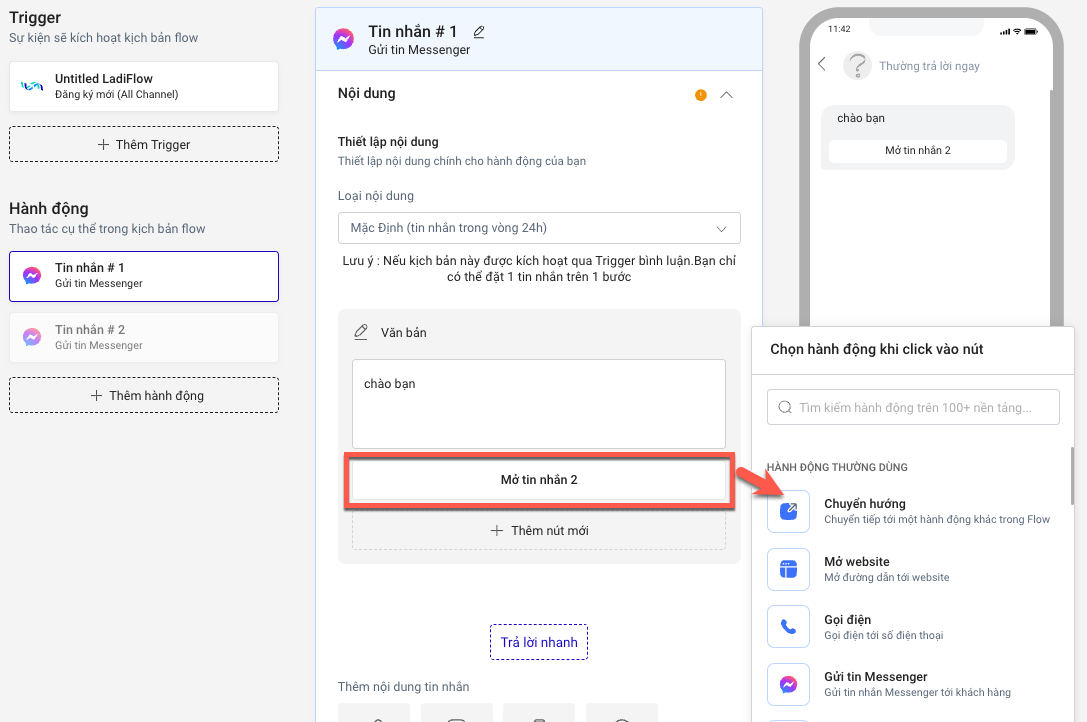 Trigger
Sự kiện sẽ kích hoạt kịch bản flow
Untitled LadiFlow
Đăng ký mới (All Channel)
Thêm Trigger
Hành động
Thao tác cụ thể trong kịch bản flow
Tin nhắn # 1
Gửi tin Messenger
Tin nhắn # 2
Gửi tin Messenger
Thêm hành động
Tin nhắn # 1
Gửi tin Messenger
Nội dung
Thiết lập nội dung
Thiết lập nội dung chính cho hành động của bạn
Loại nội dung
Mặc Định (tin nhắn trong vòng 24h)
Lưu ý : Nếu kịch bản này được kích hoạt qua Trigger bình luận.Bạn chỉ
có thể đặt 1 tin nhắn trên 1 bước
Văn bản
chào bạn
Mở tin nhắn 2
Thêm nút mới
Trả lời nhanh
Thêm nội dung tin nhắn
11:42
Thường trả lời ngay
chào bạn
Mở tin nhắn 2
Chọn hành động khi click vào nút
Tìm kiếm hành động trên 100+ nền tảng...
HÀNH ĐỘNG THƯỜNG DÙNG
Chuyển hướng
Chuyển tiếp tới một hành động khác trong Flow
Mở website
Mở đường dẫn tới website
Gọi điện
Gọi điện tới số điện thoại
Gửi tin Messenger
Gửi tin nhắn Messenger tới khách hàng